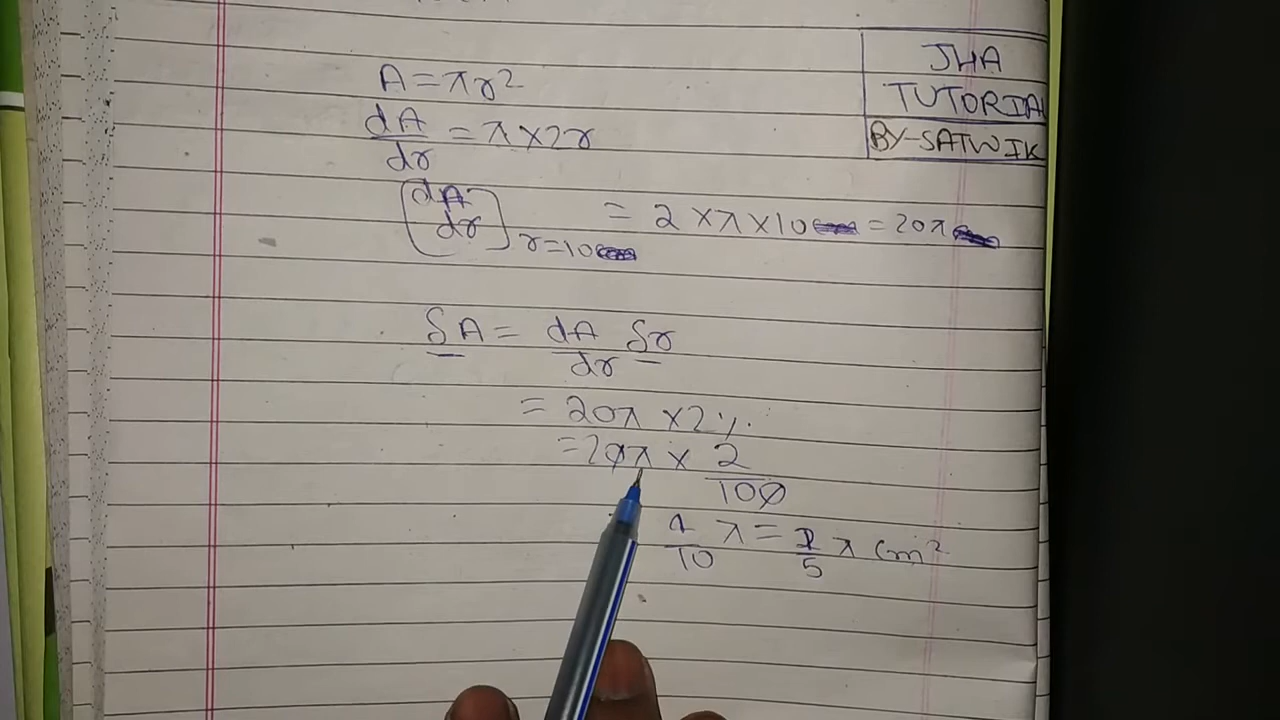 JHA
TUTORIA
BY-SATWIK
A = πr²
dA/dr = π×2r
(dA/dr) r=10 = 2×π×10 = 20π
δA = dA/dr δr
= 20π ×2%
= 20π × 2/100
4/10 π = 2/5 π cm²